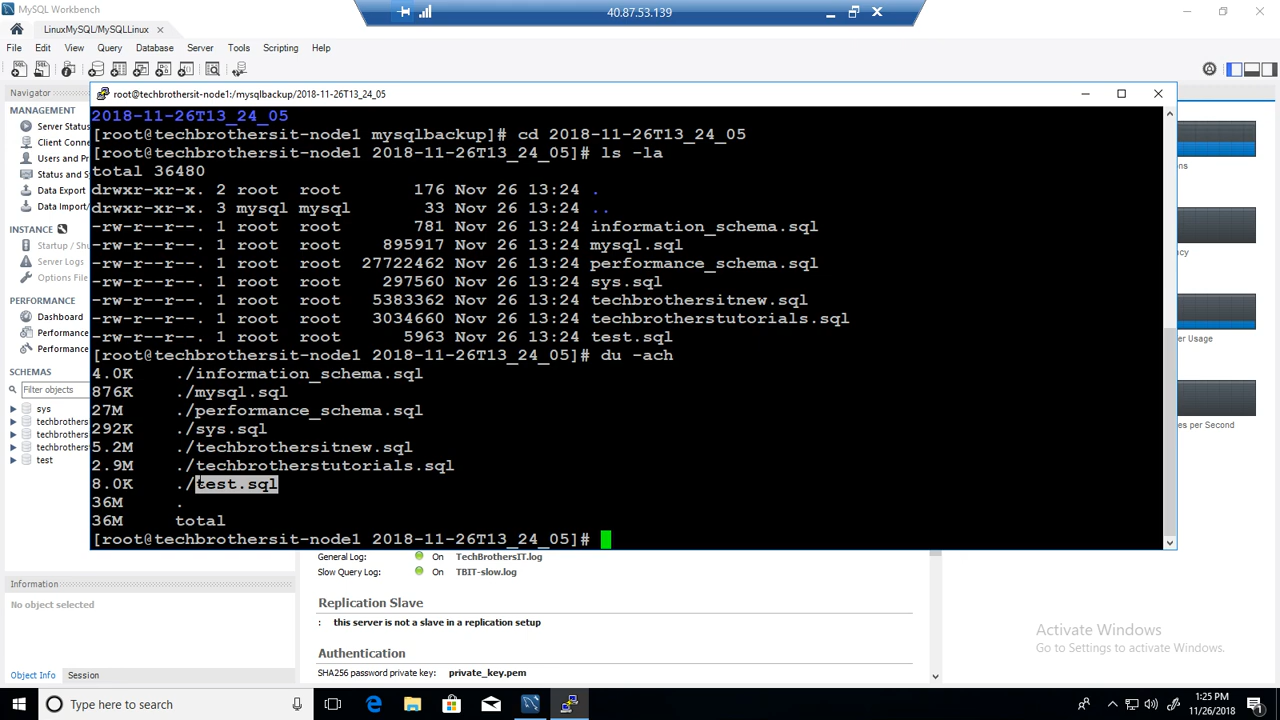 MySQL Workbench
40.87.53.139
LinuxMySQL/MySQLLinux
File Edit View Query Database Server Tools Scripting Help
Navigator
root@techbrothersit-node1:/mysqlbackup/2018-11-26T13_24_05
MANAGEMENT
Server Status
Client Conne
Users and Pr
Status and S
Data Export
Data Import/
INSTANCE
Startup / Shu
Server Logs
Options File
PERFORMANCE
Dashboard
Performance
Performance
SCHEMAS
Filter objects
sys
techbrothers
techbrothers
techbrothers
test
2018-11-26T13_24_05
[root@techbrothersit-node1 mysqlbackup]# cd 2018-11-26T13_24_05
[root@techbrothersit-node1 2018-11-26T13_24_05]# ls -la
total 36480
drwxr-xr-x. 2 root root 176 Nov 26 13:24 .
drwxr-xr-x. 3 mysql mysql 33 Nov 26 13:24 ..
-rw-r--r--. 1 root root 781 Nov 26 13:24 information_schema.sql
-rw-r--r--. 1 root root 895917 Nov 26 13:24 mysql.sql
-rw-r--r--. 1 root root 27722462 Nov 26 13:24 performance_schema.sql
-rw-r--r--. 1 root root 297560 Nov 26 13:24 sys.sql
-rw-r--r--. 1 root root 5383362 Nov 26 13:24 techbrothersitnew.sql
-rw-r--r--. 1 root root 3034660 Nov 26 13:24 techbrotherstutorials.sql
-rw-r--r--. 1 root root 5963 Nov 26 13:24 test.sql
[root@techbrothersit-node1 2018-11-26T13_24_05]# du -ach
4.0K ./information_schema.sql
876K ./mysql.sql
27M ./performance_schema.sql
292K ./sys.sql
5.2M ./techbrothersitnew.sql
2.9M ./techbrotherstutorials.sql
8.0K ./test.sql
36M .
36M total
[root@techbrothersit-node1 2018-11-26T13_24_05]#
ns
cy
er Usage
es per Second
General Log: On TechBrothersIT.log
Slow Query Log: On TBIT-slow.log
Replication Slave
: this server is not a slave in a replication setup
Authentication
SHA256 password private key: private_key.pem
Information
No object selected
Object Info Session
Activate Windows
Go to Settings to activate Windows.
Type here to search
1:25 PM
11/26/2018
1